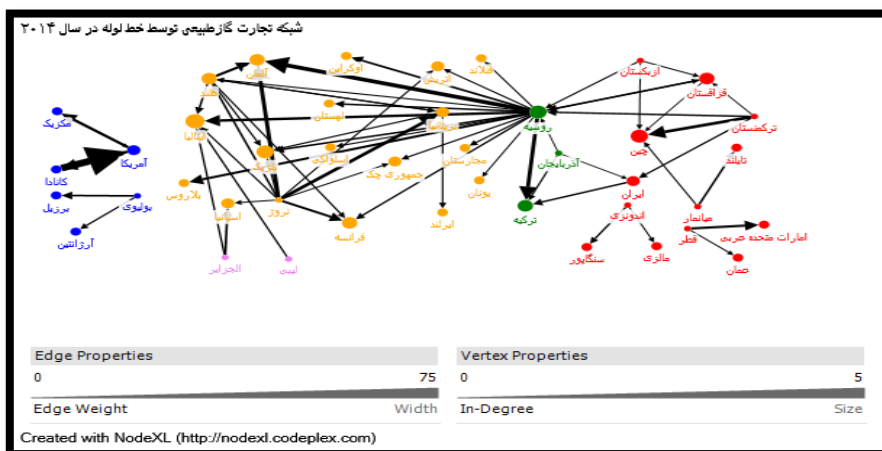 شبکه تجارت گازطبیعی توسط خط لوله در سال ۲۰۱۴
آلمان
اوکراین
اتریش
فنلاند
ازبکستان
قزاقستان
هلند
مکزیک
لهستان
بریتانیا
روسیه
ترکمنستان
ایتالیا
آمریکا
چین
تایلند
بلژیک
اسلواکی
مجارستان
آذربایجان
کانادا
جمهوری چک
بلاروس
یونان
ایران
برزیل
بولیوی
اسپانیا
نروژ
ترکیه
اندونزی
میانمار
آرژانتین
فرانسه
ایرلند
قطر
امارات متحده عربی
الجزایر
لیبی
سنگاپور
مالزی
عمان
Edge Properties
0 75
Edge Weight Width
Vertex Properties
0 5
In-Degree Size
Created with NodeXL (http://nodexl.codeplex.com)